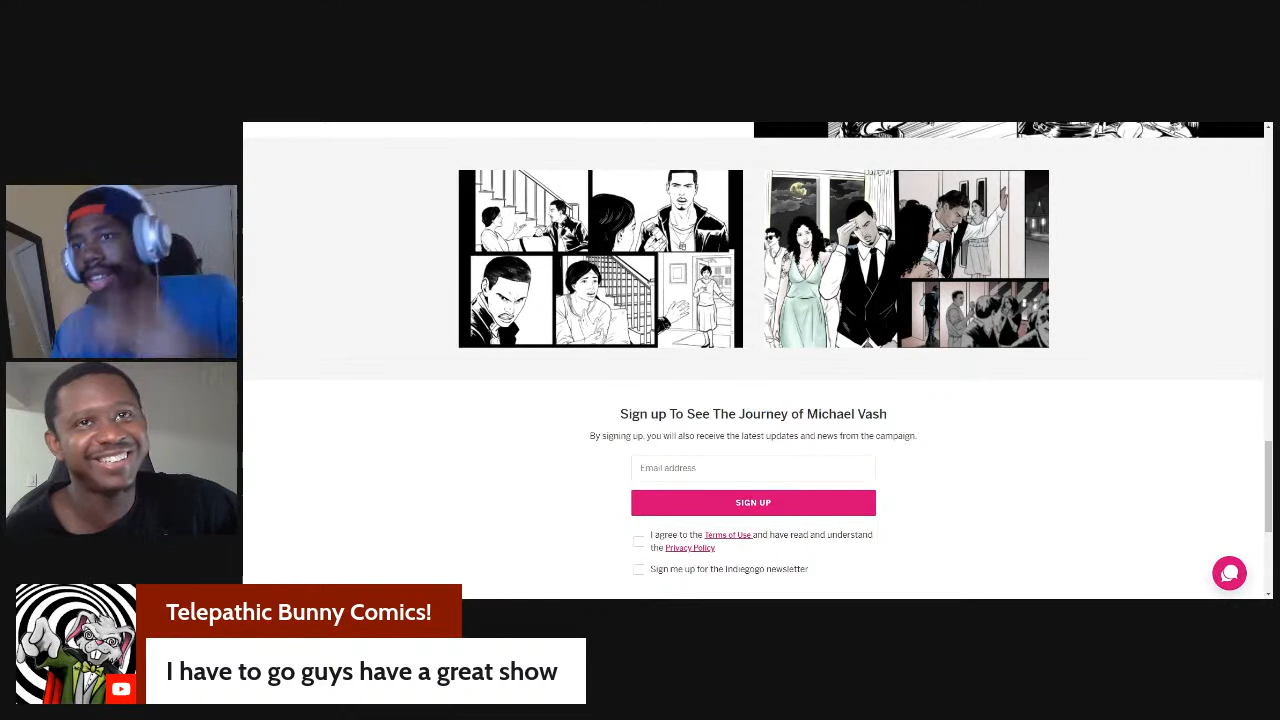 Sign up To See The Journey of Michael Vash
By signing up, you will also receive the latest updates and news from the campaign.
Email address
SIGN UP
I agree to the Terms of Use and have read and understand
the Privacy Policy
Sign me up for the Indiegogo newsletter
Telepathic Bunny Comics!
I have to go guys have a great show